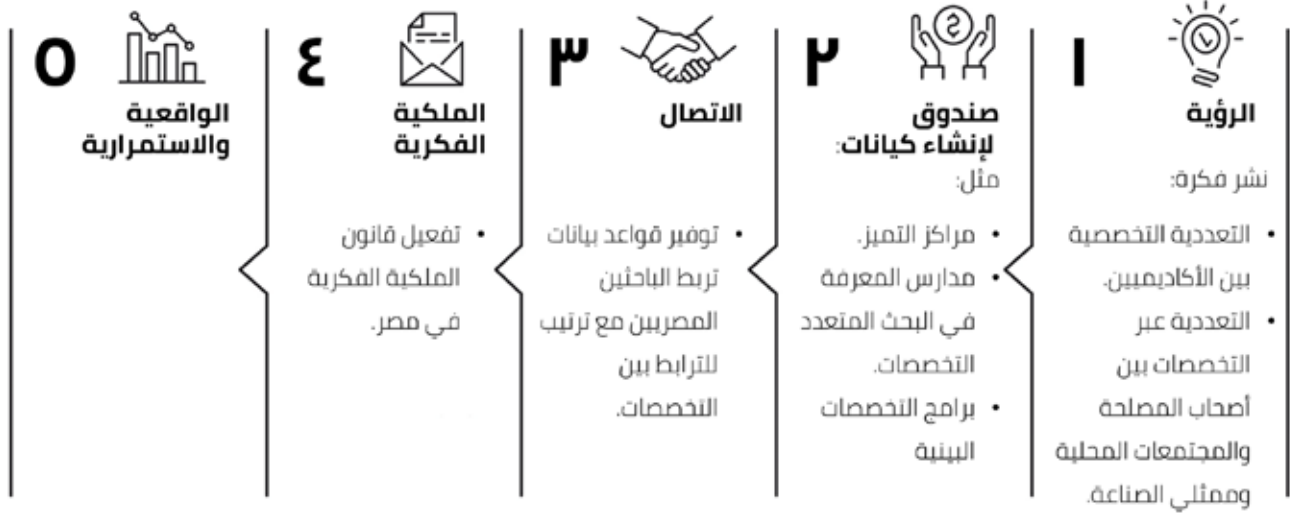 ١
الرؤية
نشر فكرة:
• التعددية التخصصية
بين الأكاديميين.
• التعددية عبر
التخصصات بين
أصحاب المصلحة
والمجتمعات المحلية
وممثلي الصناعة.
٢
صندوق
لإنشاء كيانات:
مثل:
• مراكز التميز.
• مدارس المعرفة
في البحث المتعدد
التخصصات.
• برامج التخصصات
البينية
٣
الاتصال
• توفير قواعد بيانات
تربط الباحثين
المصريين مع ترتيب
للترابط بين
التخصصات.
٤
الملكية
الفكرية
• تفعيل قانون
الملكية الفكرية
في مصر.
٥
الواقعية
والاستمرارية